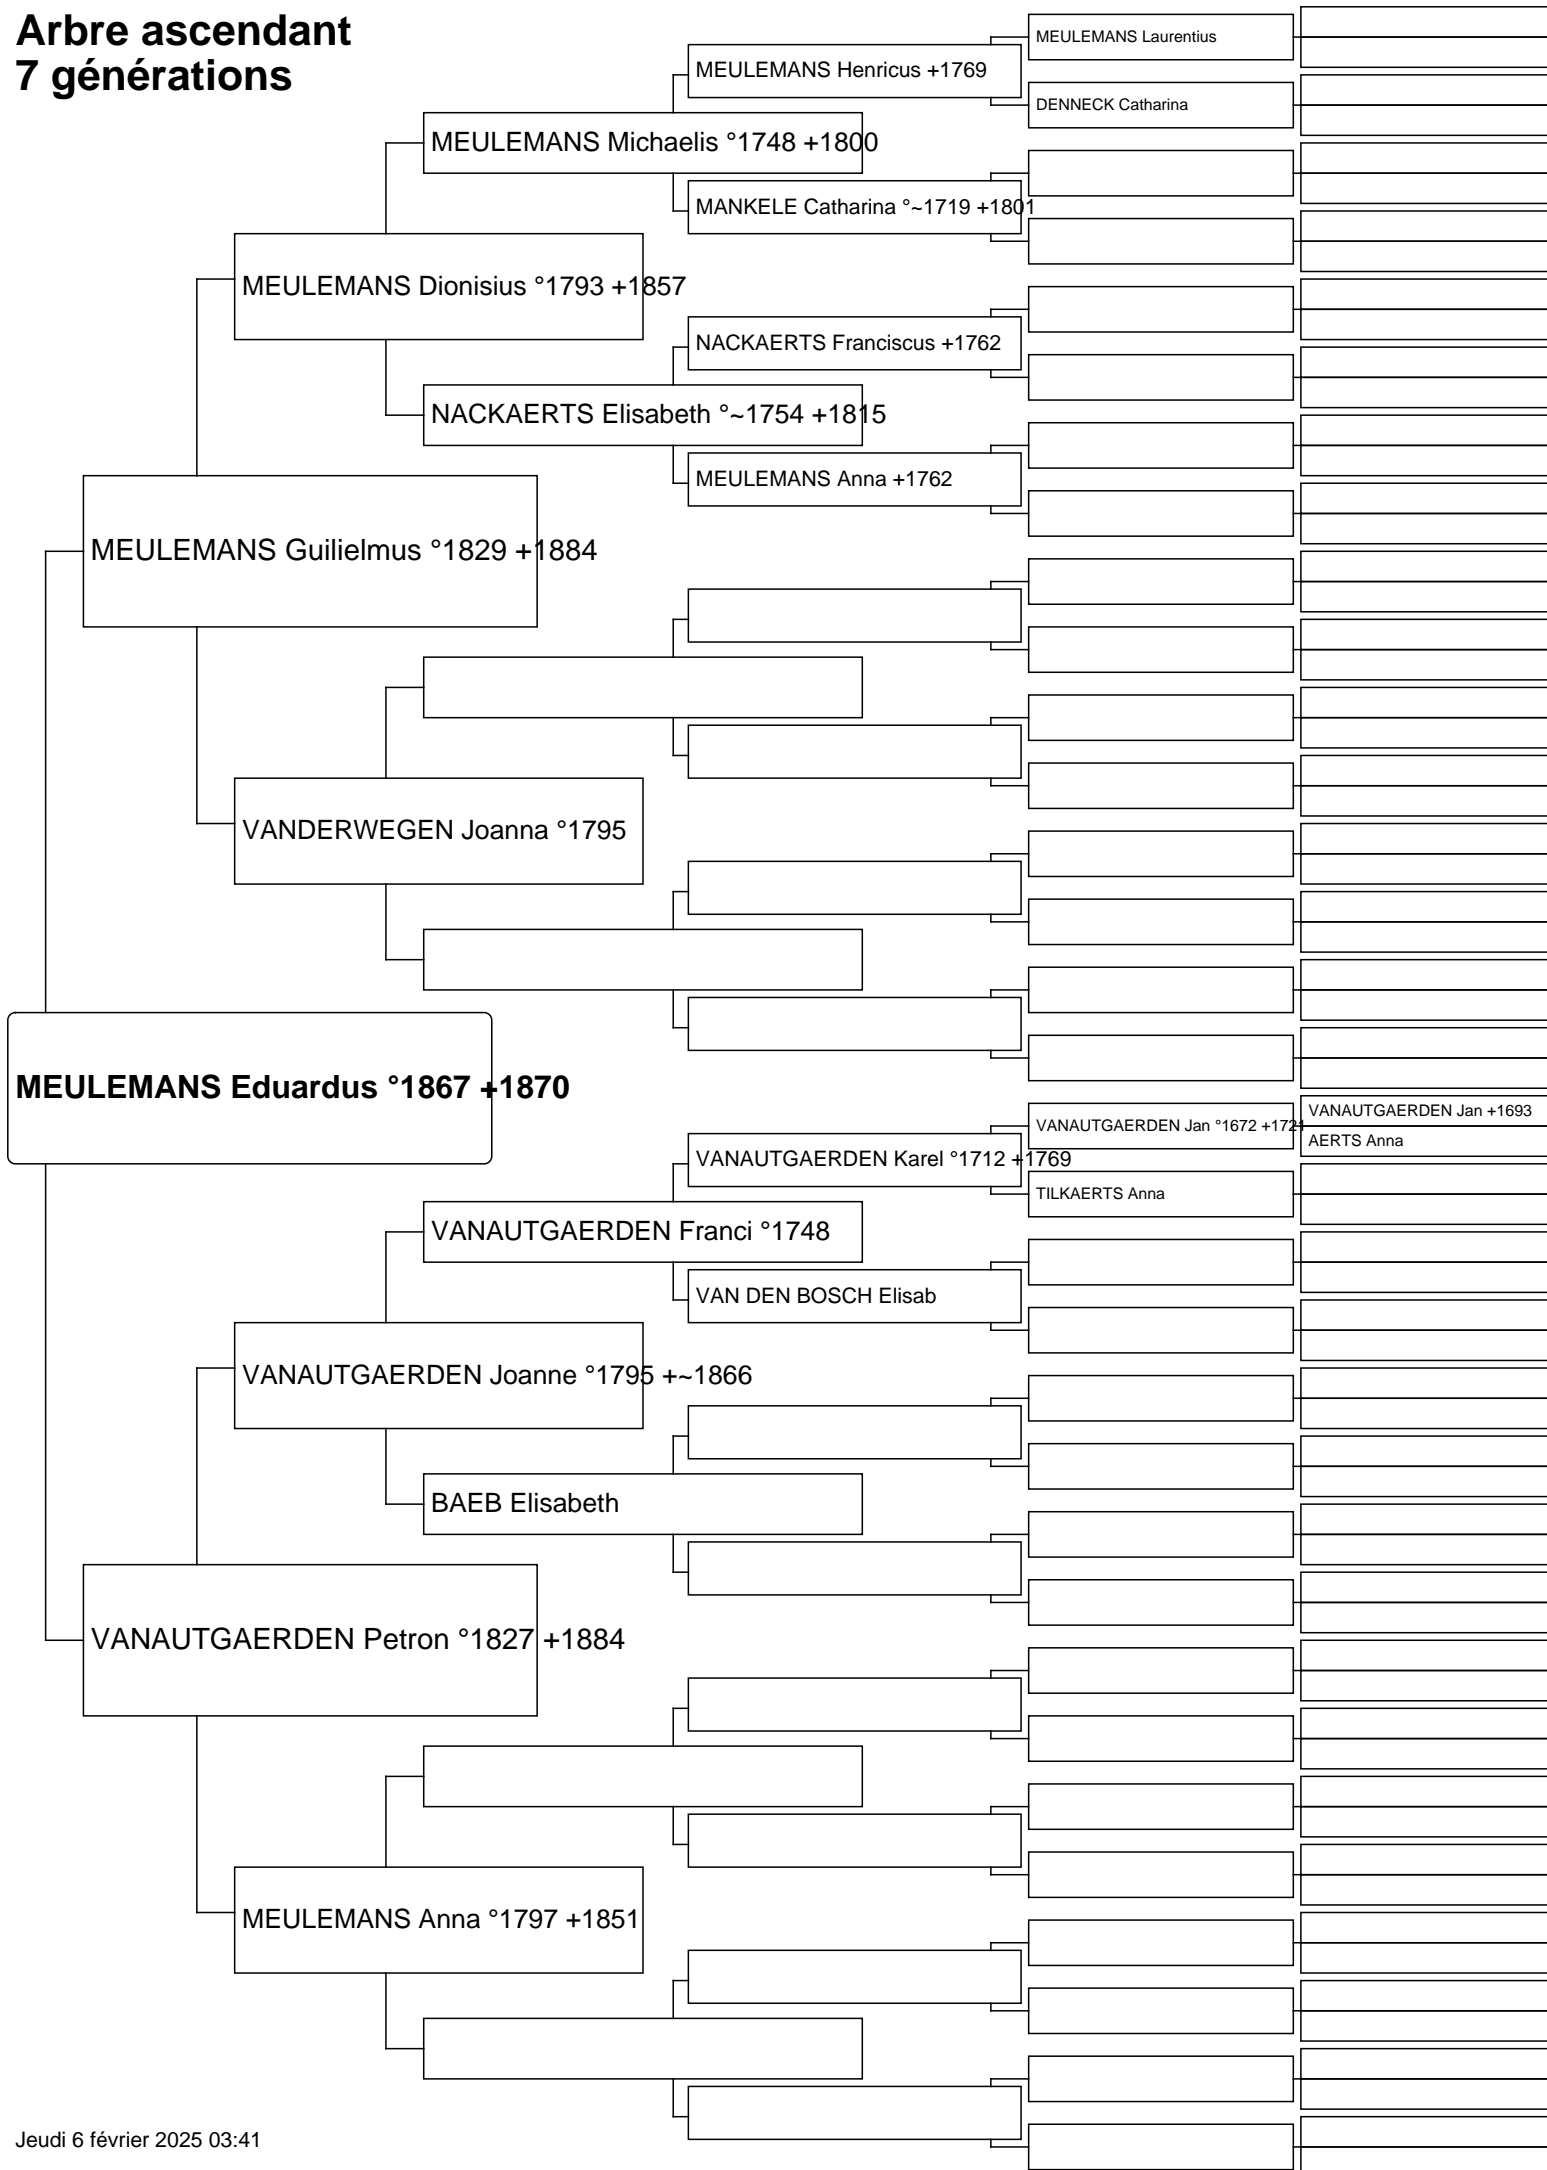 Arbre ascendant
7 générations
MEULEMANS Laurentius
MEULEMANS Henricus +1769
DENNECK Catharina
MEULEMANS Michaelis °1748 +1800
MANKELE Catharina °~1719 +1801
MEULEMANS Dionisius °1793 +1857
NACKAERTS Franciscus +1762
NACKAERTS Elisabeth °~1754 +1815
MEULEMANS Anna +1762
MEULEMANS Guilielmus °1829 +1884
VANDERWEGEN Joanna °1795
MEULEMANS Eduardus °1867 +1870
VANAUTGAERDEN Jan +1693
VANAUTGAERDEN Jan °1672 +1721
AERTS Anna
VANAUTGAERDEN Karel °1712 +1769
TILKAERTS Anna
VANAUTGAERDEN Franci °1748
VAN DEN BOSCH Elisab
VANAUTGAERDEN Joanne °1795 +~1866
BAEB Elisabeth
VANAUTGAERDEN Petron °1827 +1884
MEULEMANS Anna °1797 +1851
Jeudi 6 février 2025 03:41